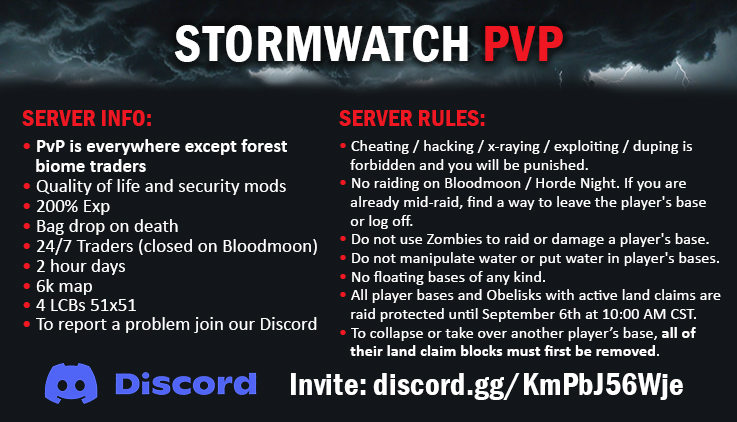 STORMWATCH PVP
SERVER INFO:
• PvP is everywhere except forest
biome traders
• Quality of life and security mods
• 200% Exp
• Bag drop on death
• 24/7 Traders (closed on Bloodmoon)
• 2 hour days
• 6k map
• 4 LCBs 51x51
• To report a problem join our Discord
SERVER RULES:
• Cheating / hacking / x-raying / exploiting / duping is
forbidden and you will be punished.
• No raiding on Bloodmoon / Horde Night. If you are
already mid-raid, find a way to leave the player's base
or log off.
• Do not use Zombies to raid or damage a player's base.
• Do not manipulate water or put water in player's bases.
• No floating bases of any kind.
• All player bases and Obelisks with active land claims are
raid protected until September 6th at 10:00 AM CST.
• To collapse or take over another player’s base, all of
their land claim blocks must first be removed.
Discord Invite: discord.gg/KmPbJ56Wje